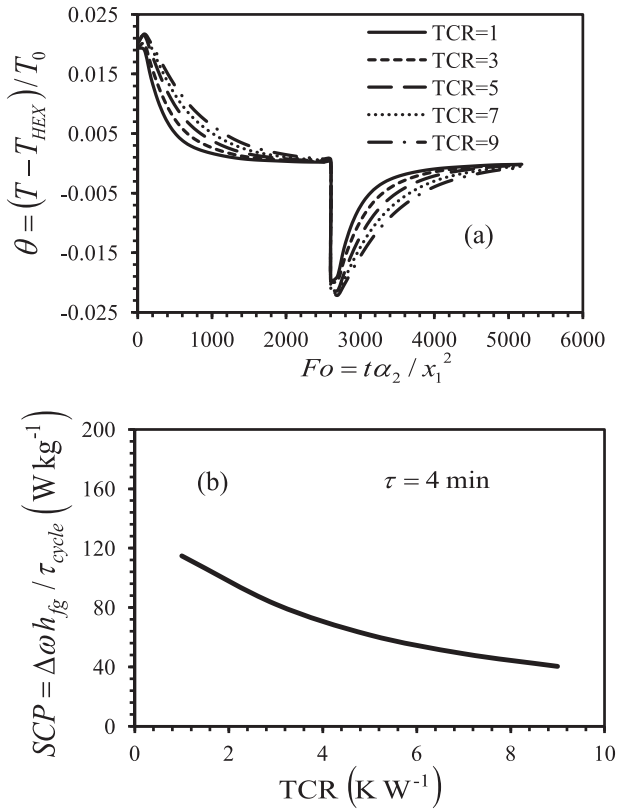 0.025
0.015
0.005
-0.005
-0.015
-0.025
θ = (T − T_HEX) / T_0
TCR=1
TCR=3
TCR=5
TCR=7
TCR=9
(a)
0 1000 2000 3000 4000 5000 6000
Fo = tα_2 / x_1^2
200
160
120
80
40
0
SCP = Δω h_fg / τ_cycle (W kg^-1)
(b)
τ = 4 min
0 2 4 6 8 10
TCR (K W^-1)